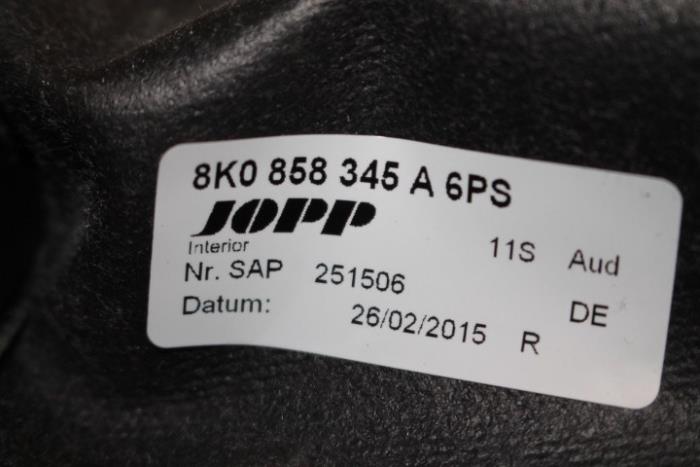 8K0 858 345 A 6PS
JOPP
Interior 11S Aud
Nr. SAP 251506 DE
Datum: 26/02/2015 R